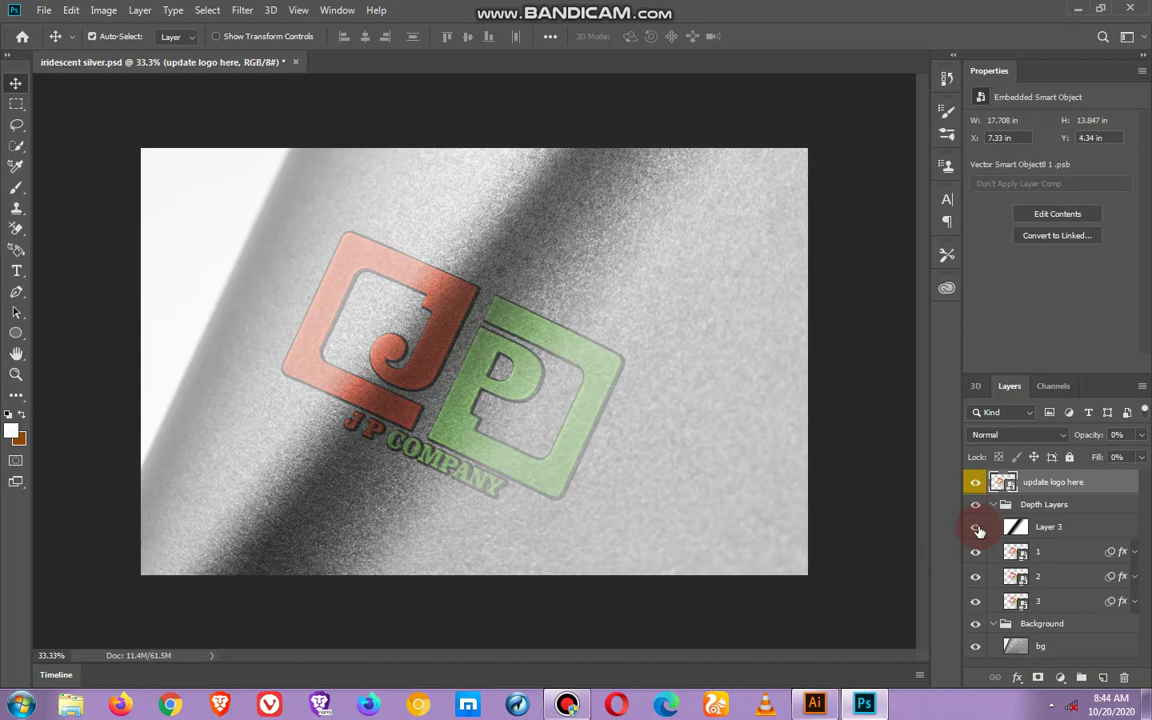 www.BANDICAM.com
Ps File Edit Image Layer Type Select Filter 3D View Window Help
Auto-Select: Layer Show Transform Controls 3D Mode:
iridescent silver.psd @ 33.3% (update logo here, RGB/8#) * ×
Properties
Embedded Smart Object
W: 17.708 in H: 13.847 in
X: 7.33 in Y: 4.34 in
Vector Smart Object8 1 .psb
Don't Apply Layer Comp
Edit Contents
Convert to Linked...
J P
JP COMPANY
3D Layers Channels
Kind
Normal Opacity: 0%
Lock: Fill: 0%
update logo here
Depth Layers
Layer 3
1 fx
2 fx
3 fx
Background
bg
fx
33.33% Doc: 11.4M/61.5M
Timeline
Ai Ps
8:44 AM
10/20/2020